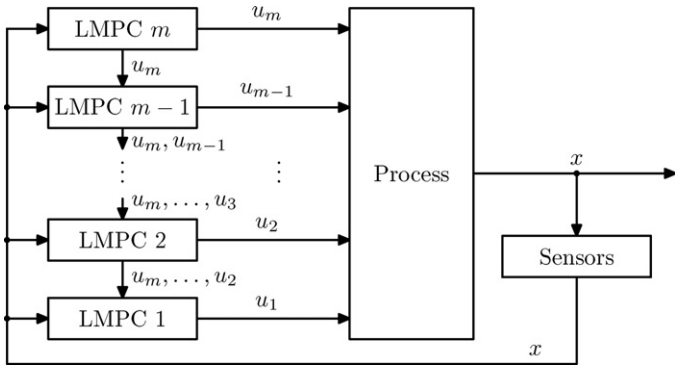 LMPC m
u_m
u_m
LMPC m − 1
u_{m−1}
u_m, u_{m−1}
⋮ ⋮
Process
x
u_m, …, u_3
LMPC 2
u_2
Sensors
u_m, …, u_2
LMPC 1
u_1
x